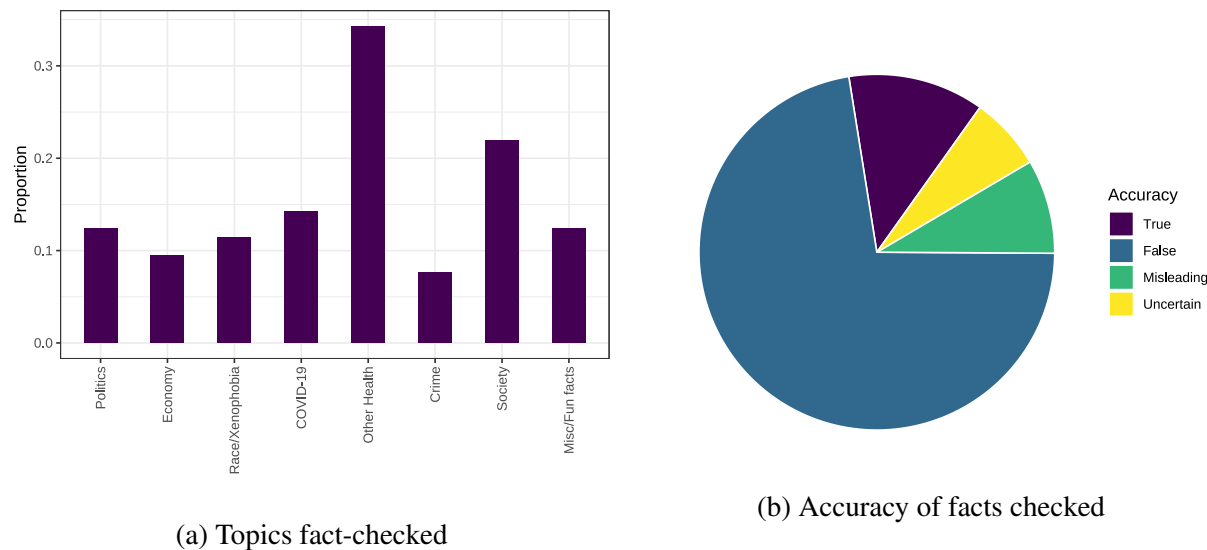 Proportion
0.3
0.2
0.1
0.0
Politics
Economy
Race/Xenophobia
COVID-19
Other Health
Crime
Society
Misc/Fun facts
(a) Topics fact-checked
Accuracy
True
False
Misleading
Uncertain
(b) Accuracy of facts checked